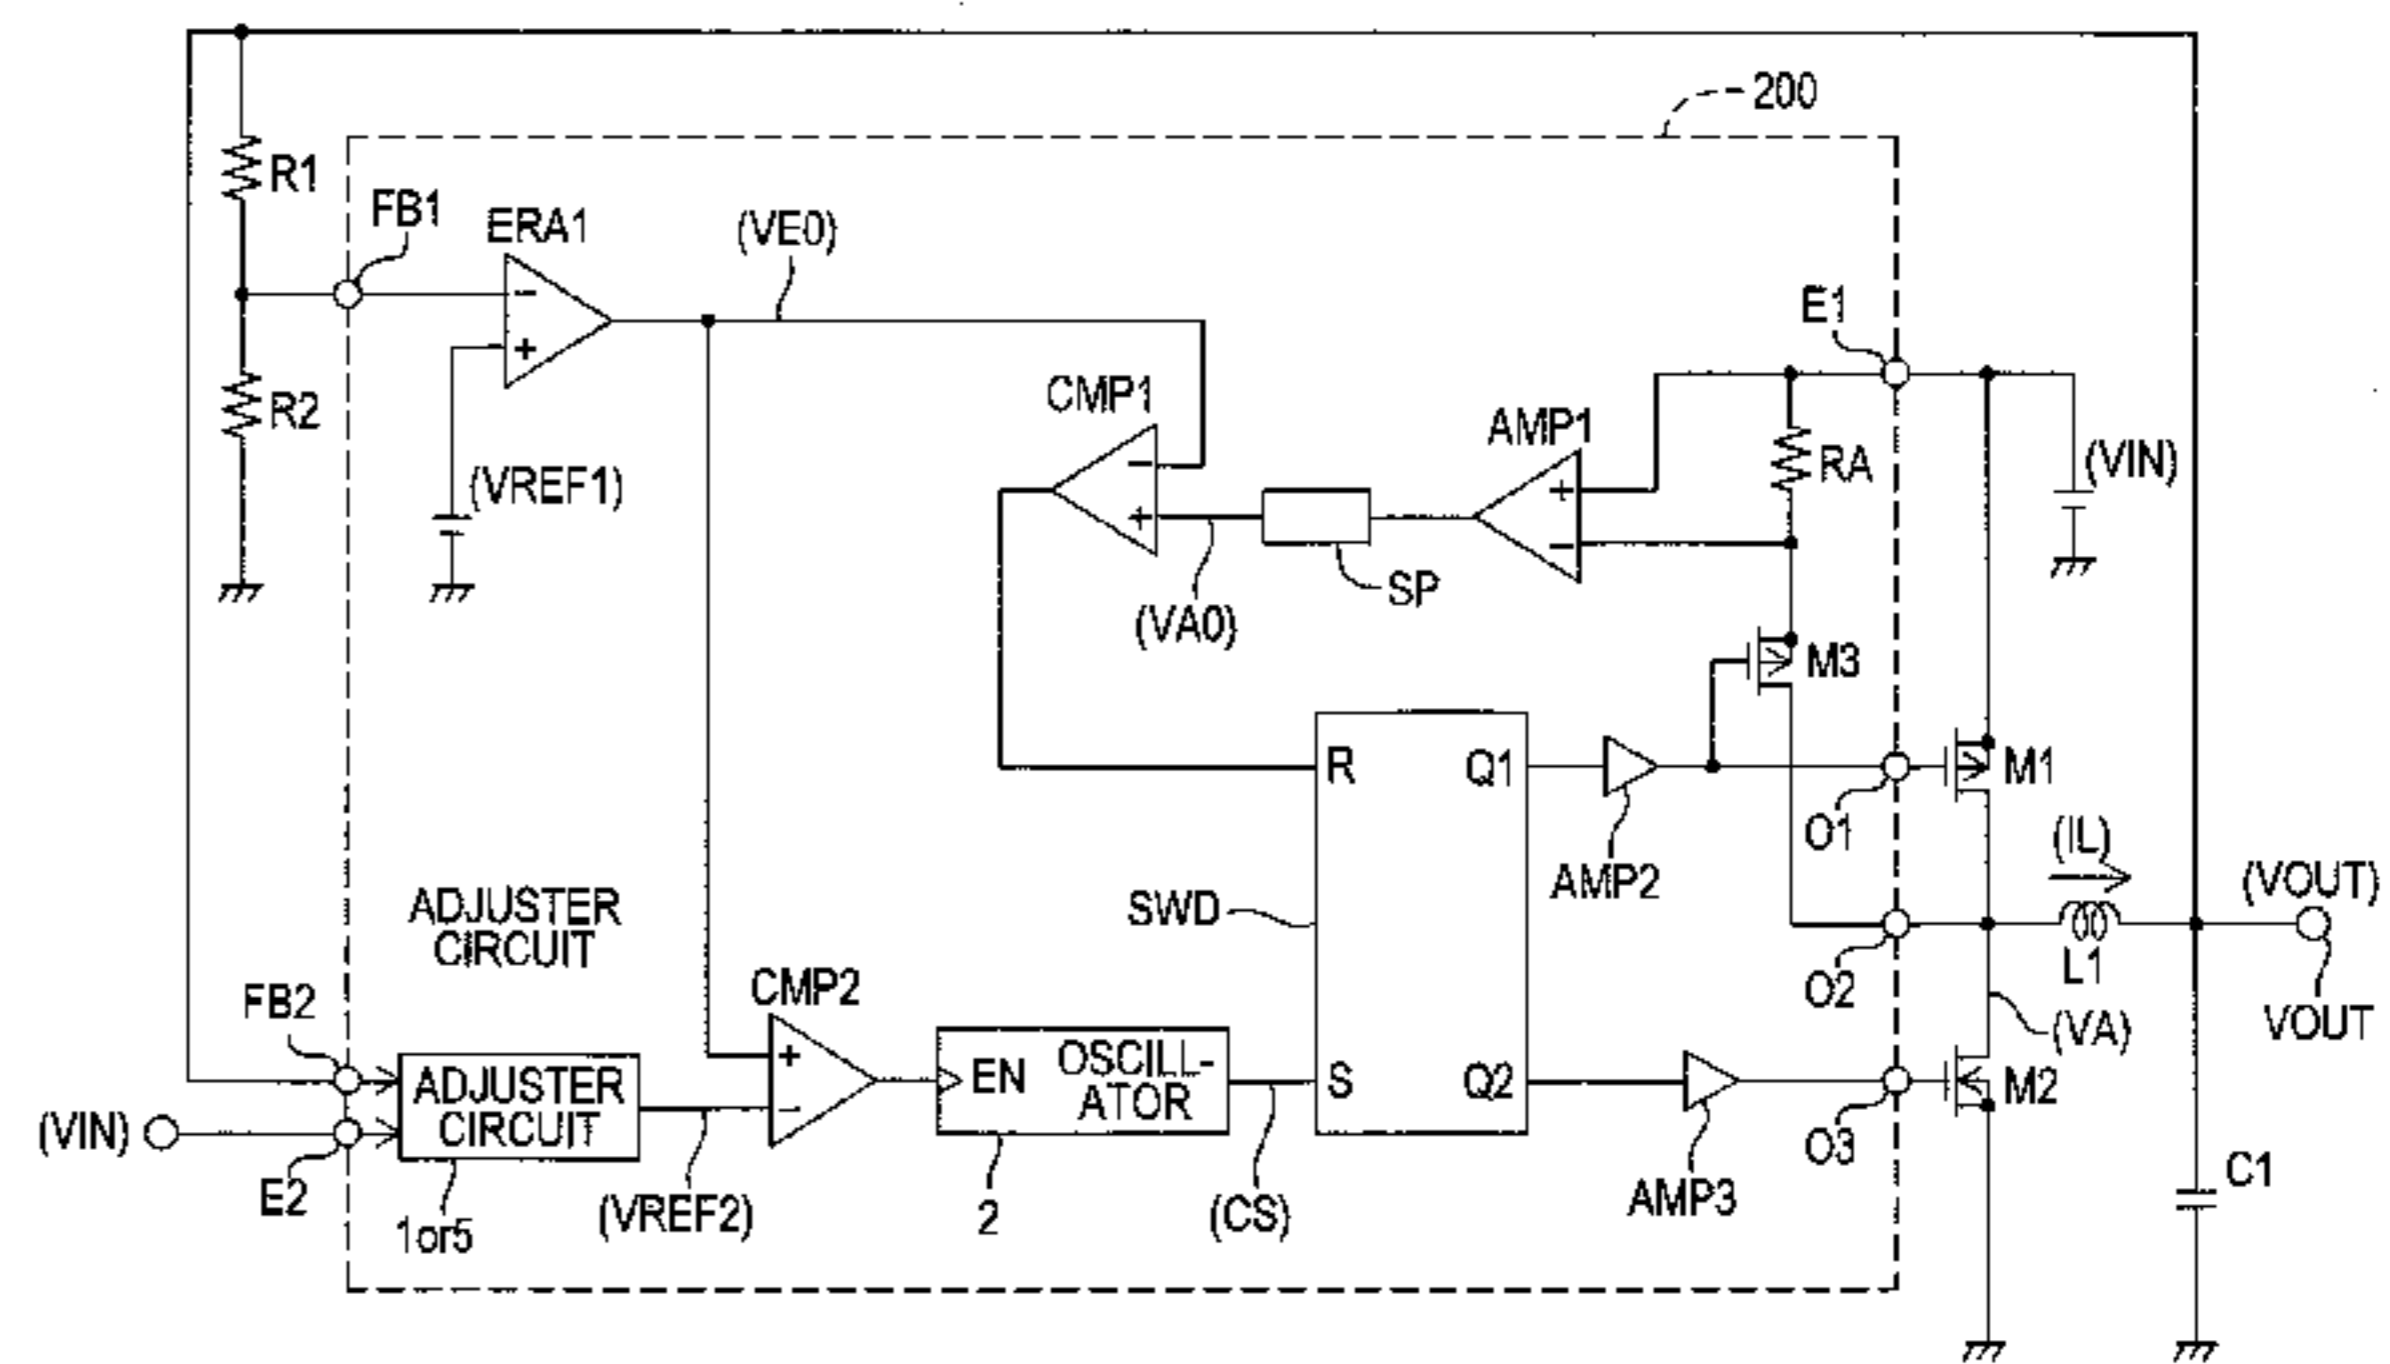 200
R1
FB1
ERA1
(VE0)
-
+
E1
R2
CMP1
AMP1
RA
(VIN)
(VREF1)
-
+
+
-
(VA0)
SP
M3
R
Q1
M1
O1
AMP2
(IL)
(VOUT)
ADJUSTER
CIRCUIT
SWD
L1
O2
VOUT
(VA)
FB2
CMP2
+
-
EN
OSCILL-
ATOR
S
Q2
M2
ADJUSTER
CIRCUIT
(VIN)
O3
E2
C1
1or5
(VREF2)
2
(CS)
AMP3